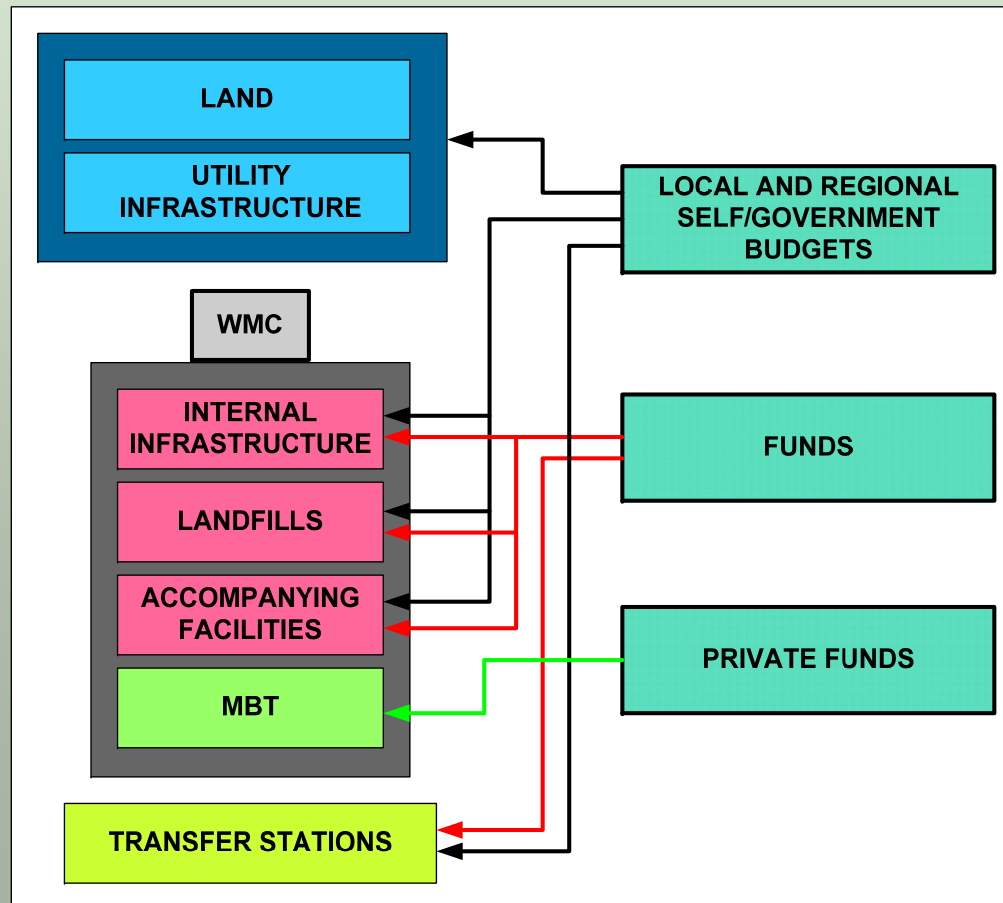 LAND
UTILITY
INFRASTRUCTURE
LOCAL AND REGIONAL
SELF/GOVERNMENT
BUDGETS
WMC
INTERNAL
INFRASTRUCTURE
FUNDS
LANDFILLS
ACCOMPANYING
FACILITIES
PRIVATE FUNDS
MBT
TRANSFER STATIONS